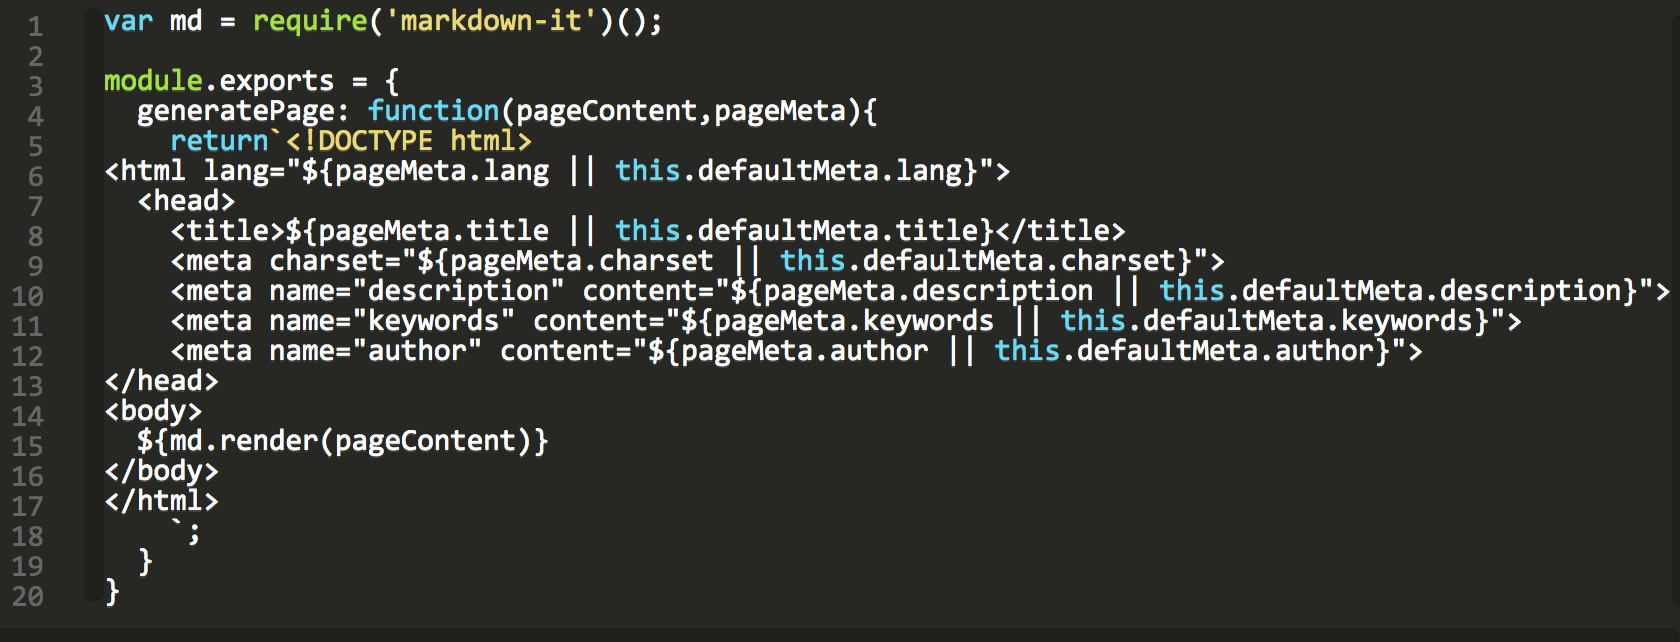 1 var md = require('markdown-it')();
2
3 module.exports = {
4   generatePage: function(pageContent,pageMeta){
5     return`<!DOCTYPE html>
6 <html lang="${pageMeta.lang || this.defaultMeta.lang}">
7   <head>
8     <title>${pageMeta.title || this.defaultMeta.title}</title>
9     <meta charset="${pageMeta.charset || this.defaultMeta.charset}">
10     <meta name="description" content="${pageMeta.description || this.defaultMeta.description}">
11     <meta name="keywords" content="${pageMeta.keywords || this.defaultMeta.keywords}">
12     <meta name="author" content="${pageMeta.author || this.defaultMeta.author}">
13 </head>
14 <body>
15   ${md.render(pageContent)}
16 </body>
17 </html>
18     `;
19   }
20 }